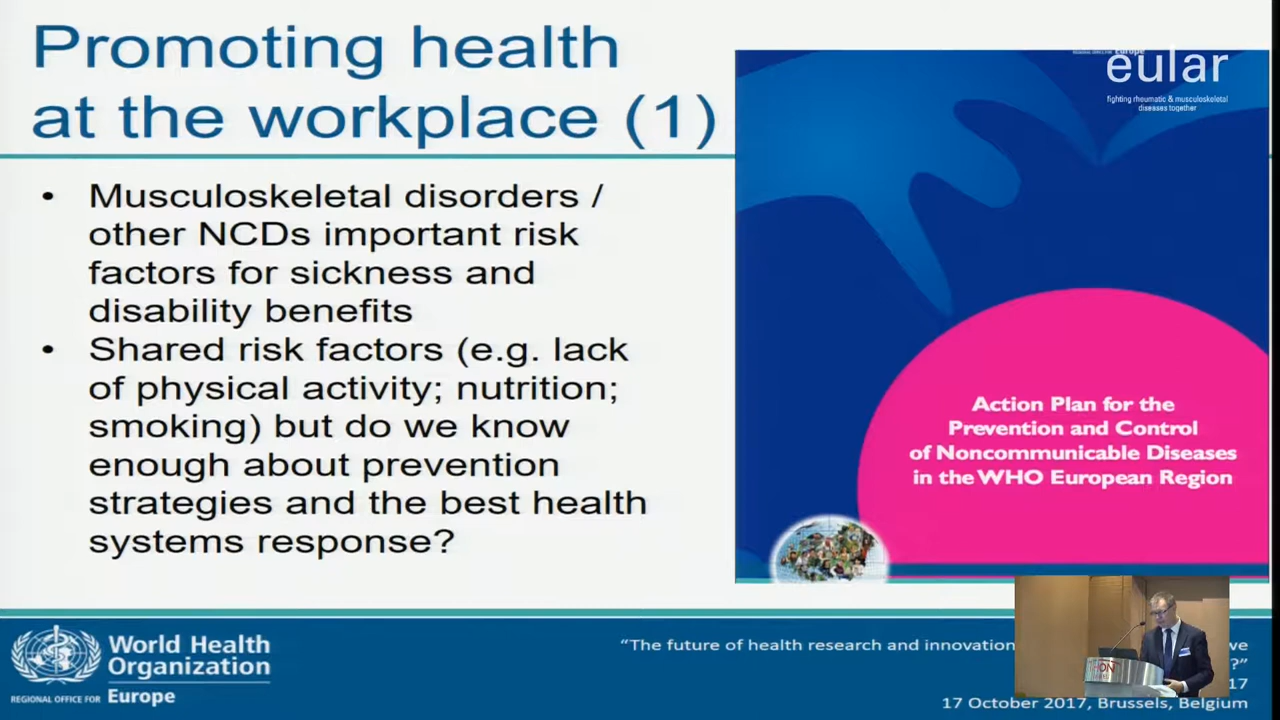 Promoting health
at the workplace (1)
• Musculoskeletal disorders /
other NCDs important risk
factors for sickness and
disability benefits
• Shared risk factors (e.g. lack
of physical activity; nutrition;
smoking) but do we know
enough about prevention
strategies and the best health
systems response?
Europe
eular
fighting rheumatic & musculoskeletal
diseases together
Action Plan for the
Prevention and Control
of Noncommunicable Diseases
in the WHO European Region
World Health
Organization
REGIONAL OFFICE FOR Europe
“The future of health research and innovation
we
?”
17
17 October 2017, Brussels, Belgium